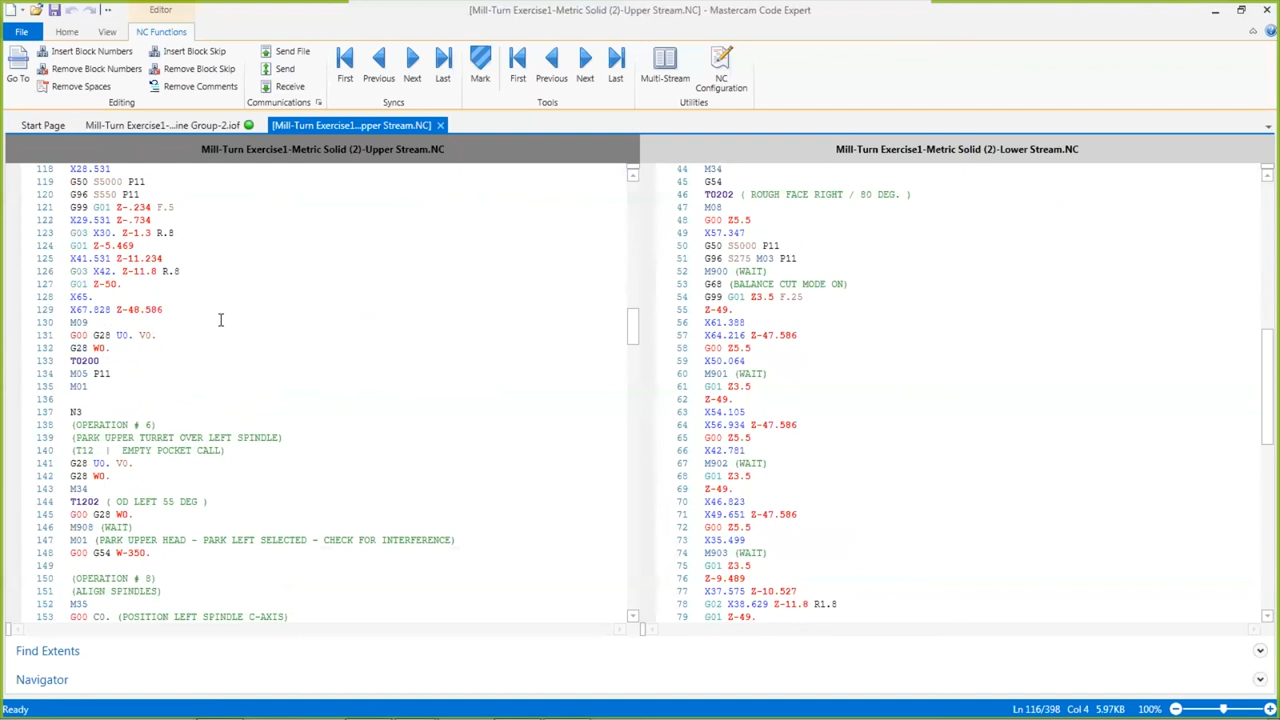 Editor
[Mill-Turn Exercise1-Metric Solid (2)-Upper Stream.NC] - Mastercam Code Expert
File
Home
View
NC Functions
Go To
Insert Block Numbers
Remove Block Numbers
Remove Spaces
Insert Block Skip
Remove Block Skip
Remove Comments
Editing
Send File
Send
Receive
Communications
First
Previous
Next
Last
Syncs
Mark
First
Previous
Next
Last
Tools
Multi-Stream
NC
Configuration
Utilities
Start Page
Mill-Turn Exercise1-...ine Group-2.iof
[Mill-Turn Exercise1...pper Stream.NC]
Mill-Turn Exercise1-Metric Solid (2)-Upper Stream.NC
118 X28.531
119 G50 S5000 P11
120 G96 S550 P11
121 G99 G01 Z-.234 F.5
122 X29.531 Z-.734
123 G03 X30. Z-1.3 R.8
124 G01 Z-5.469
125 X41.531 Z-11.234
126 G03 X42. Z-11.8 R.8
127 G01 Z-50.
128 X65.
129 X67.828 Z-48.586
130 M09
131 G00 G28 U0. V0.
132 G28 W0.
133 T0200
134 M05 P11
135 M01
136
137 N3
138 (OPERATION # 6)
139 (PARK UPPER TURRET OVER LEFT SPINDLE)
140 (T12 | EMPTY POCKET CALL)
141 G28 U0. V0.
142 G28 W0.
143 M34
144 T1202 ( OD LEFT 55 DEG )
145 G00 G28 W0.
146 M908 (WAIT)
147 M01 (PARK UPPER HEAD - PARK LEFT SELECTED - CHECK FOR INTERFERENCE)
148 G00 G54 W-350.
149
150 (OPERATION # 8)
151 (ALIGN SPINDLES)
152 M35
153 G00 C0. (POSITION LEFT SPINDLE C-AXIS)
Mill-Turn Exercise1-Metric Solid (2)-Lower Stream.NC
44 M34
45 G54
46 T0202 ( ROUGH FACE RIGHT / 80 DEG. )
47 M08
48 G00 Z5.5
49 X57.347
50 G50 S5000 P11
51 G96 S275 M03 P11
52 M900 (WAIT)
53 G68 (BALANCE CUT MODE ON)
54 G99 G01 Z3.5 F.25
55 Z-49.
56 X61.388
57 X64.216 Z-47.586
58 G00 Z5.5
59 X50.064
60 M901 (WAIT)
61 G01 Z3.5
62 Z-49.
63 X54.105
64 X56.934 Z-47.586
65 G00 Z5.5
66 X42.781
67 M902 (WAIT)
68 G01 Z3.5
69 Z-49.
70 X46.823
71 X49.651 Z-47.586
72 G00 Z5.5
73 X35.499
74 M903 (WAIT)
75 G01 Z3.5
76 Z-9.489
77 X37.575 Z-10.527
78 G02 X38.629 Z-11.8 R1.8
79 G01 Z-49.
Find Extents
Navigator
Ready
Ln 116/398 Col 4 5.97KB 100%